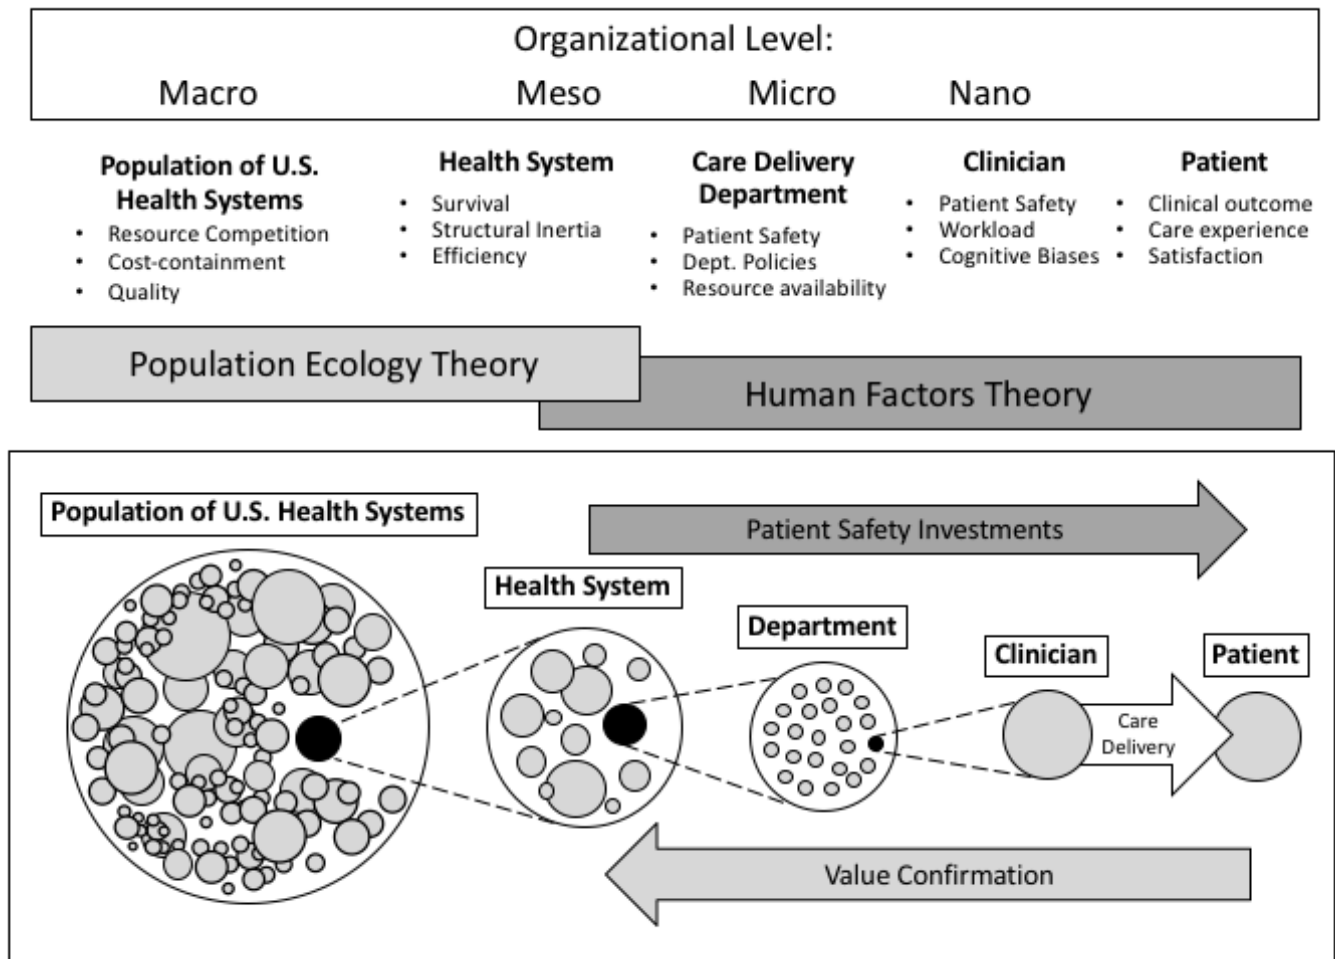 Organizational Level:
Macro Meso Micro Nano
Population of U.S.
Health Systems
• Resource Competition
• Cost-containment
• Quality
Health System
• Survival
• Structural Inertia
• Efficiency
Care Delivery
Department
• Patient Safety
• Dept. Policies
• Resource availability
Clinician
• Patient Safety
• Workload
• Cognitive Biases
Patient
• Clinical outcome
• Care experience
• Satisfaction
Population Ecology Theory
Human Factors Theory
Population of U.S. Health Systems
Patient Safety Investments
Health System
Department
Clinician
Patient
Care
Delivery
Value Confirmation